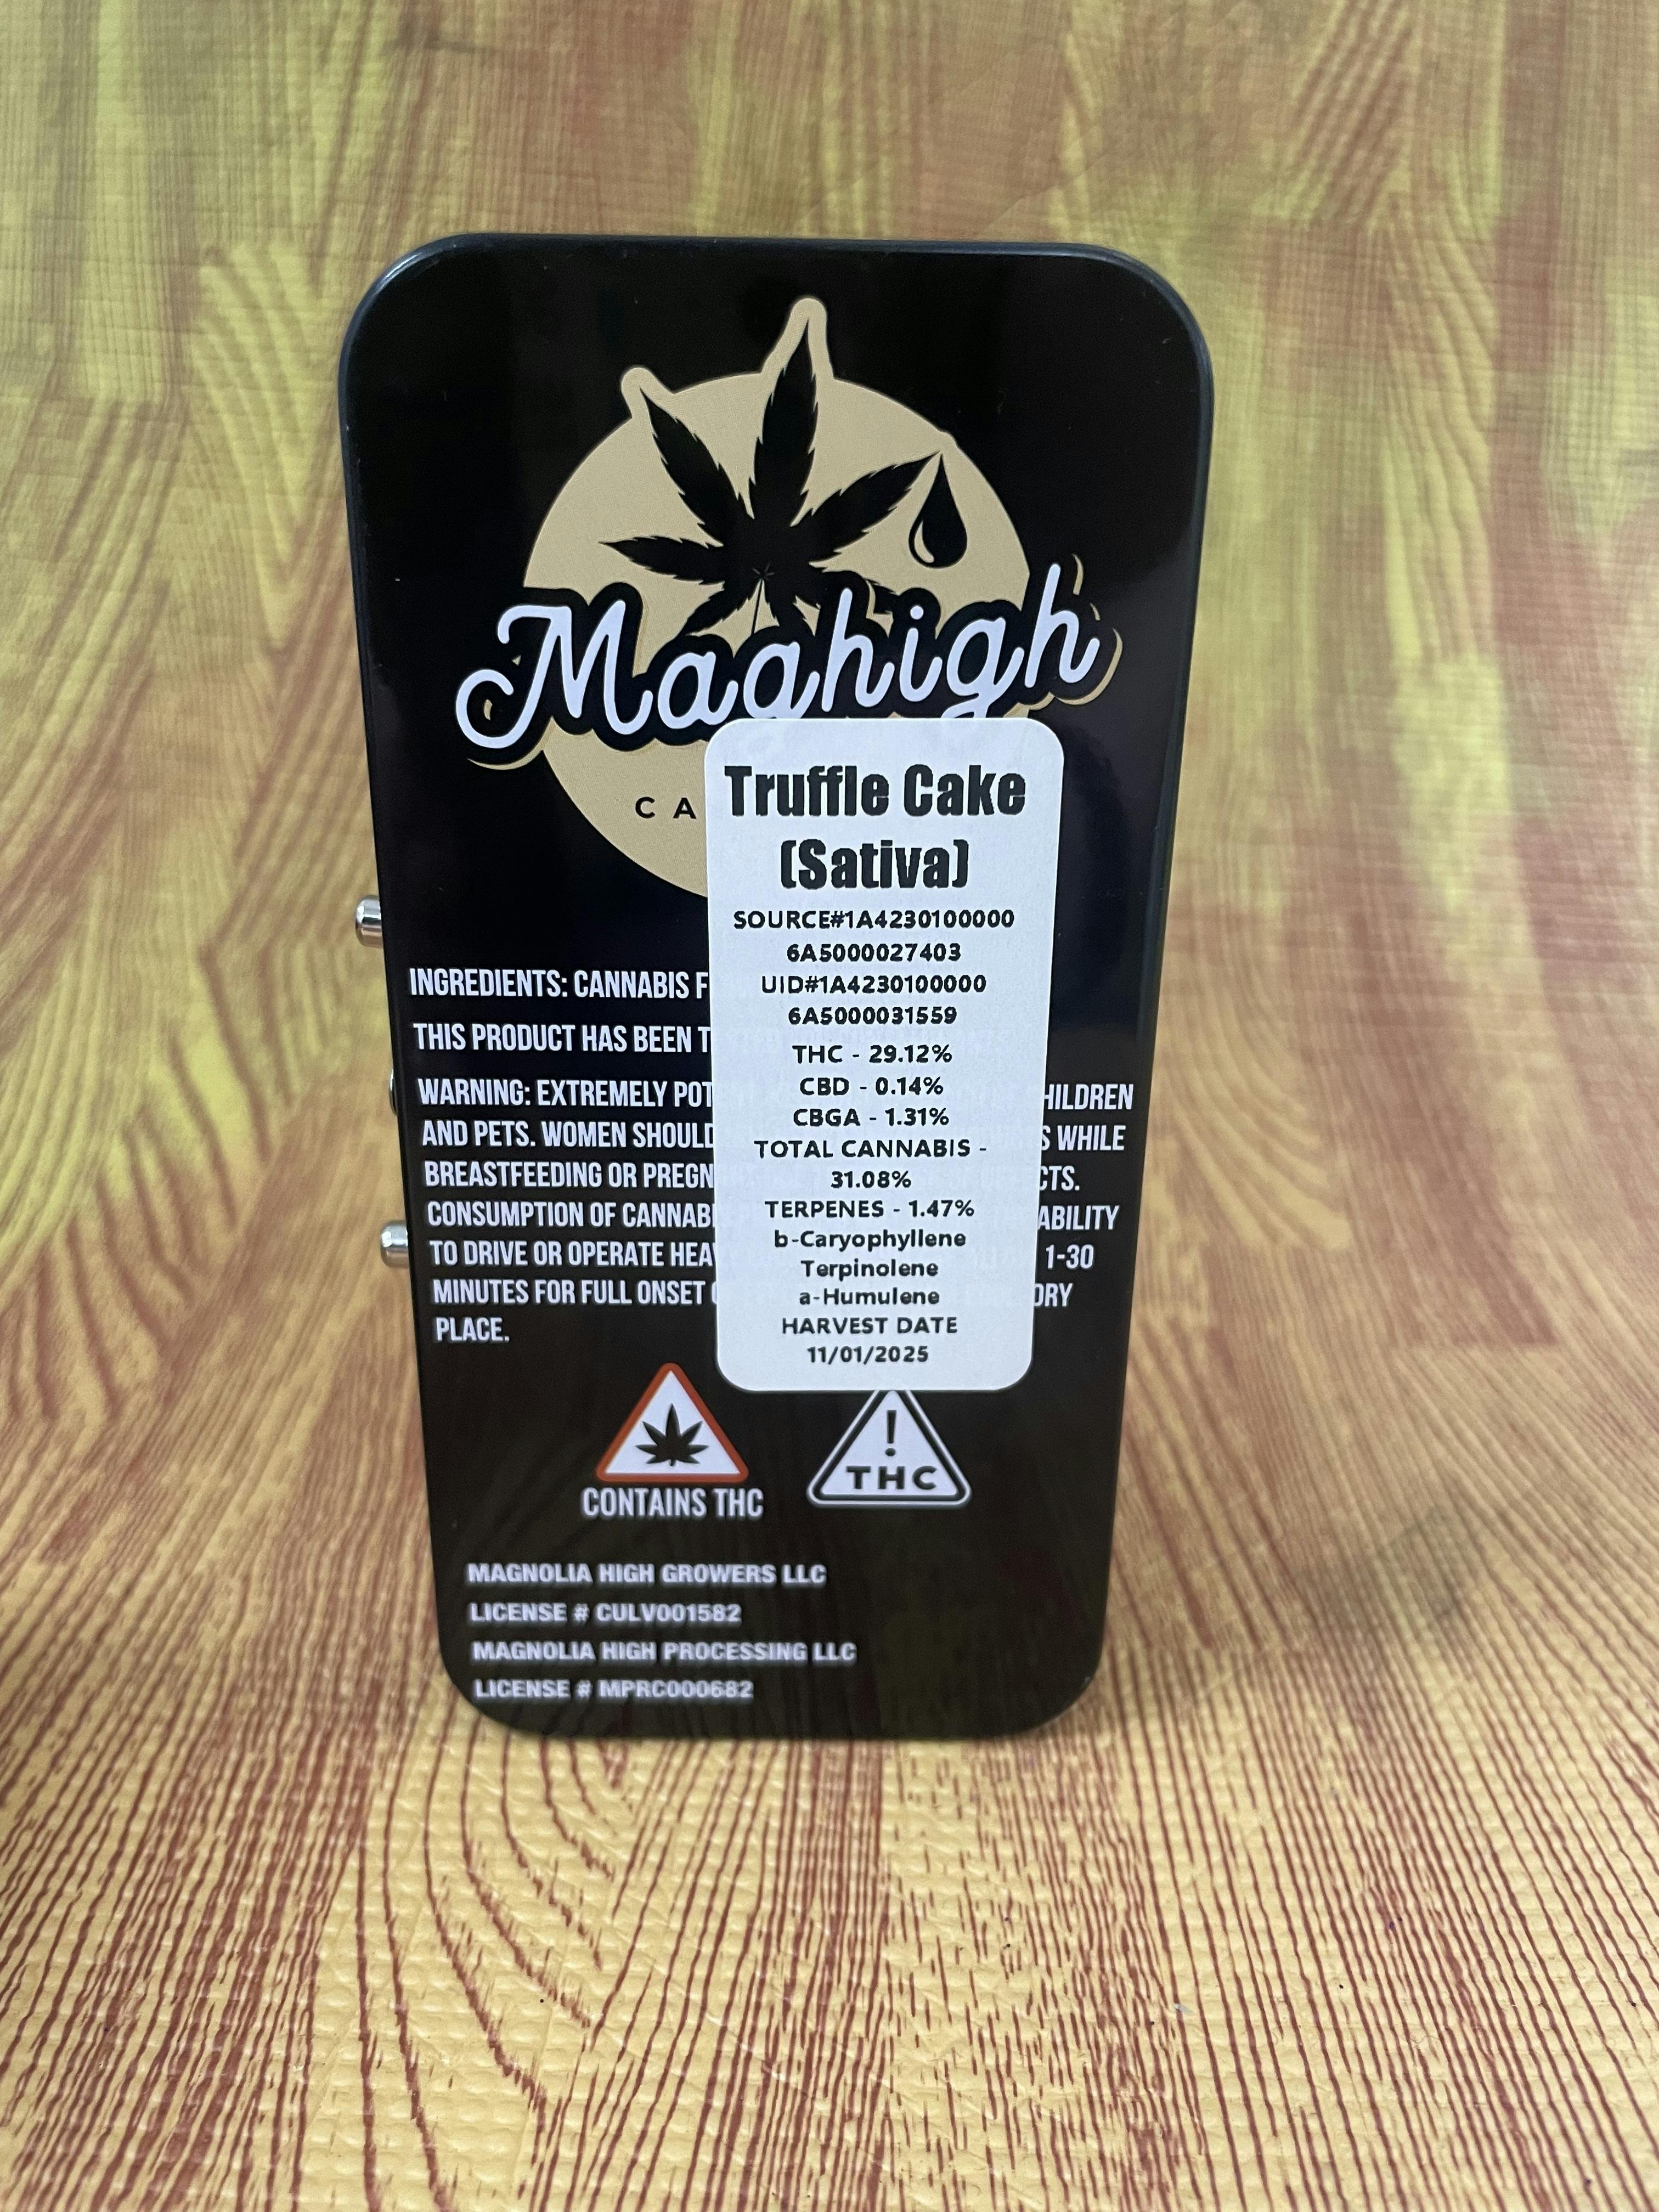 Maghigh
CA
Truffle Cake
(Sativa)
SOURCE#1A4230100000
6A5000027403
UID#1A4230100000
6A5000031559
THC - 29.12%
CBD - 0.14%
CBGA - 1.31%
TOTAL CANNABIS -
31.08%
TERPENES - 1.47%
b-Caryophyllene
Terpinolene
a-Humulene
HARVEST DATE
11/01/2025
INGREDIENTS: CANNABIS F
THIS PRODUCT HAS BEEN T
WARNING: EXTREMELY POT HILDREN
AND PETS. WOMEN SHOULD S WHILE
BREASTFEEDING OR PREGN CTS.
CONSUMPTION OF CANNABI ABILITY
TO DRIVE OR OPERATE HEA 1-30
MINUTES FOR FULL ONSET DRY
PLACE.
! THC
CONTAINS THC
MAGNOLIA HIGH GROWERS LLC
LICENSE # CULV001582
MAGNOLIA HIGH PROCESSING LLC
LICENSE # MPRC000682